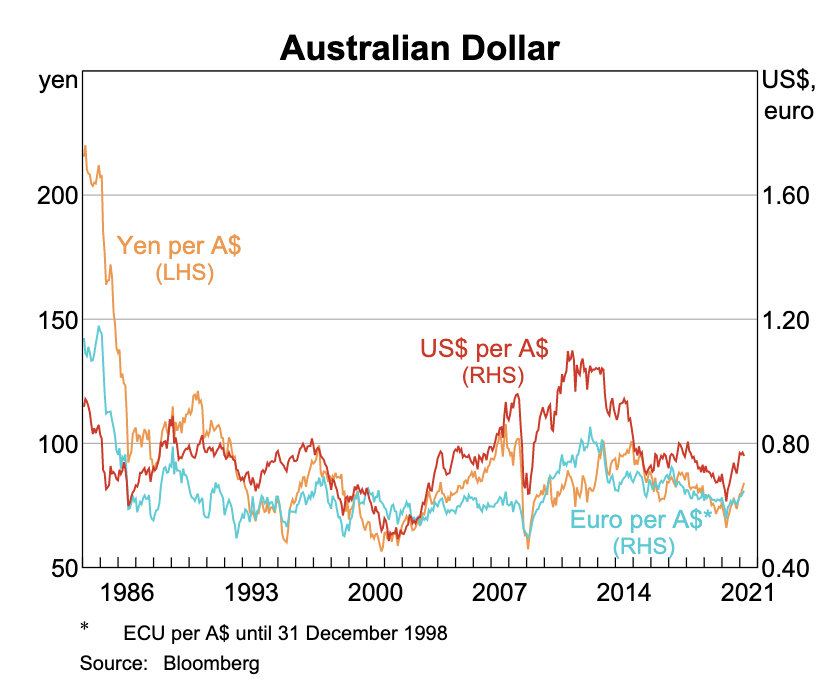 Australian Dollar
yen
US$,
euro
200
1.60
Yen per A$
(LHS)
150
1.20
US$ per A$
(RHS)
100
0.80
Euro per A$*
(RHS)
50
0.40
1986 1993 2000 2007 2014 2021
* ECU per A$ until 31 December 1998
Source: Bloomberg